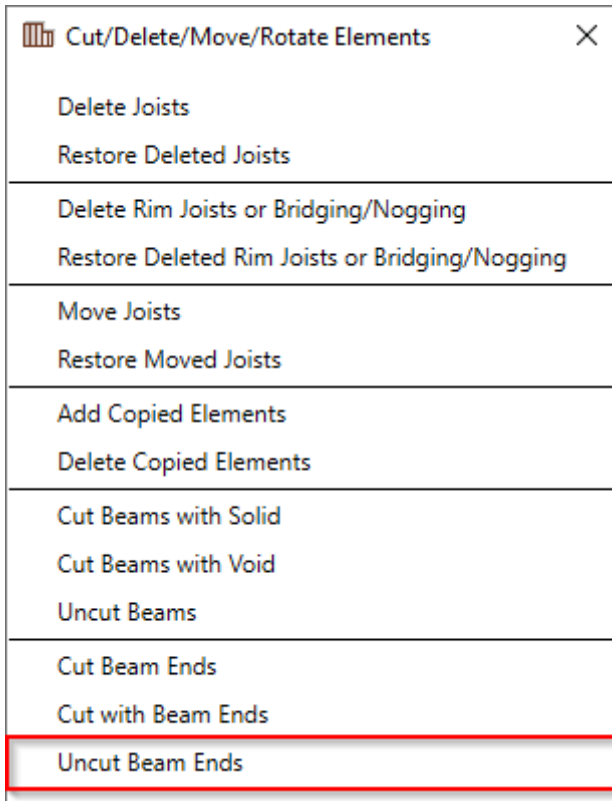 Cut/Delete/Move/Rotate Elements
Delete Joists
Restore Deleted Joists
Delete Rim Joists or Bridging/Nogging
Restore Deleted Rim Joists or Bridging/Nogging
Move Joists
Restore Moved Joists
Add Copied Elements
Delete Copied Elements
Cut Beams with Solid
Cut Beams with Void
Uncut Beams
Cut Beam Ends
Cut with Beam Ends
Uncut Beam Ends